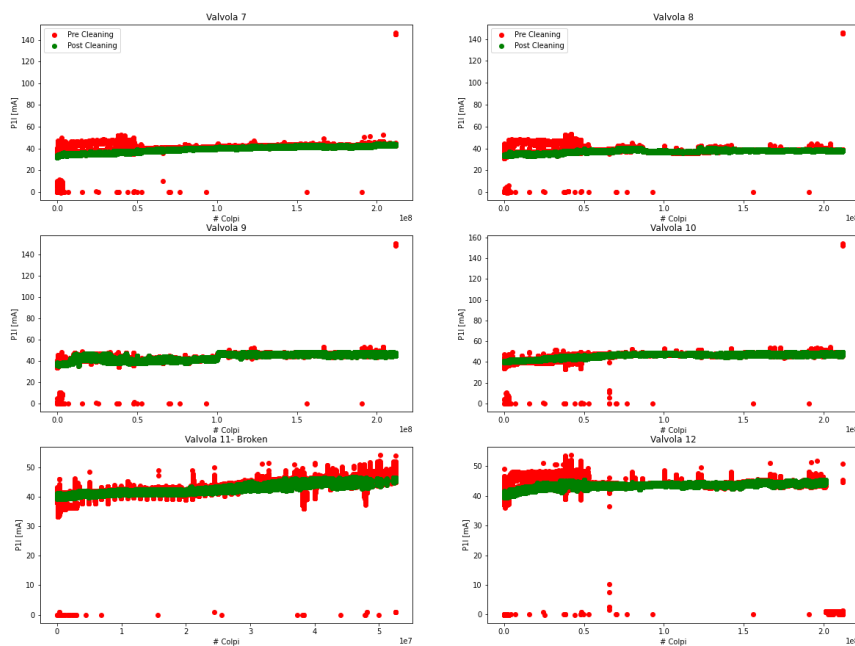 Valvola 7
Pre Cleaning
Post Cleaning
140
120
100
80
60
40
20
0
P1I [mA]
0.0 0.5 1.0 1.5 2.0
1e8
# Colpi
Valvola 8
Pre Cleaning
Post Cleaning
140
120
100
80
60
40
20
0
P1I [mA]
0.0 0.5 1.0 1.5 2.0
1e8
# Colpi
Valvola 9
140
120
100
80
60
40
20
0
P1I [mA]
0.0 0.5 1.0 1.5 2.0
1e8
# Colpi
Valvola 10
160
140
120
100
80
60
40
20
0
P1I [mA]
0.0 0.5 1.0 1.5 2.0
1e8
# Colpi
Valvola 11- Broken
50
40
30
20
10
0
P1I [mA]
0 1 2 3 4 5
1e7
# Colpi
Valvola 12
50
40
30
20
10
0
P1I [mA]
0.0 0.5 1.0 1.5 2.0
1e8
# Colpi